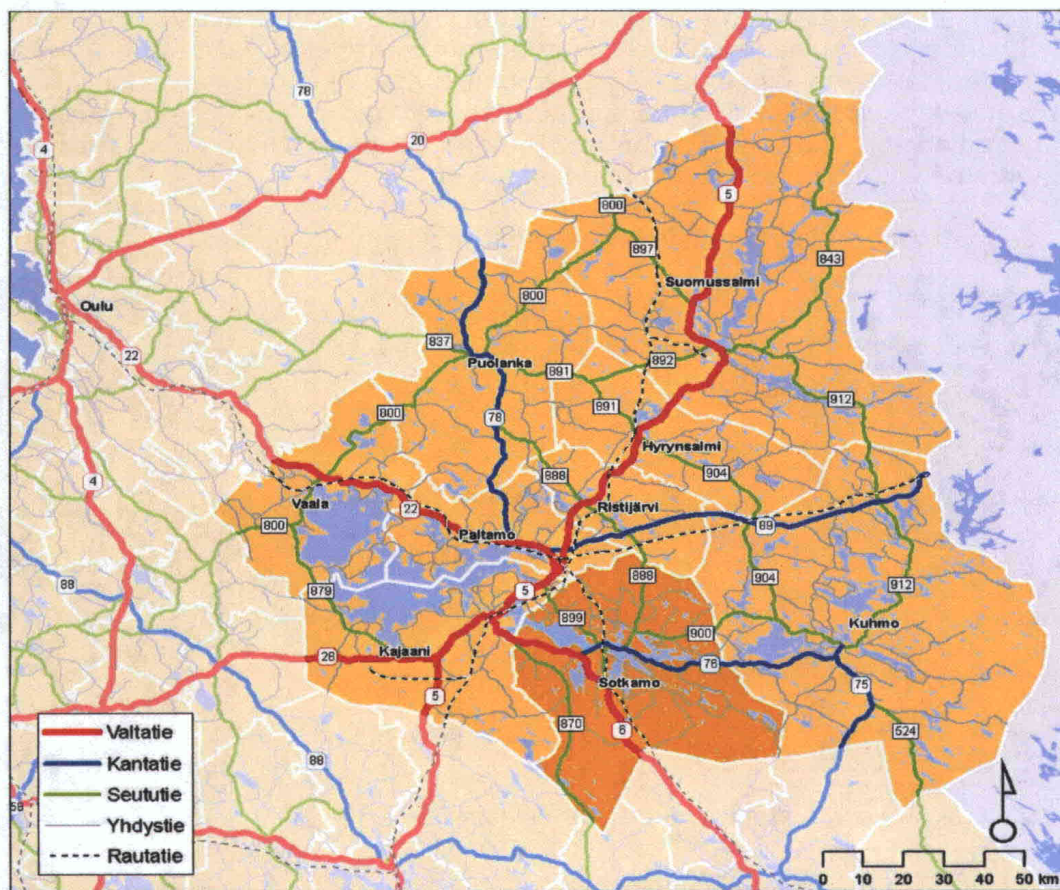 78
20
4
5
800
897
843
Suomussalmi
800
Oulu
22
837
Puolanka
891
892
891
912
800
78
Hyrynsalmi
904
4
888
Ristijärvi
Vaala
22
800
Paltamo
89
88
5
888
904
912
879
899
900
Kuhmo
Kajaani
28
76
Sotkamo
75
5
870
6
524
88
Valtatie
Kantatie
Seututie
Yhdystie
Rautatie
58
0 10 20 30 40 50 km